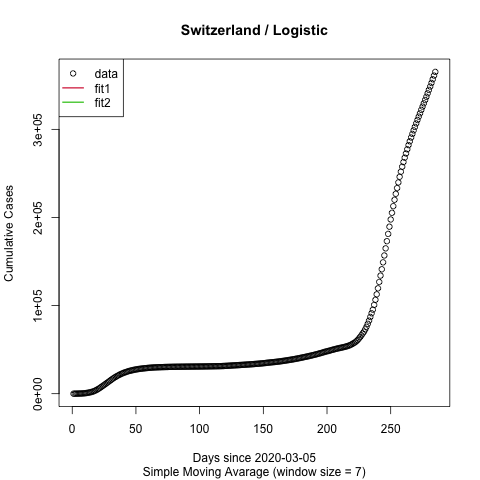 Switzerland / Logistic
data
fit1
fit2
Cumulative Cases
0e+00
1e+05
2e+05
3e+05
0 50 100 150 200 250
Days since 2020-03-05
Simple Moving Avarage (window size = 7)